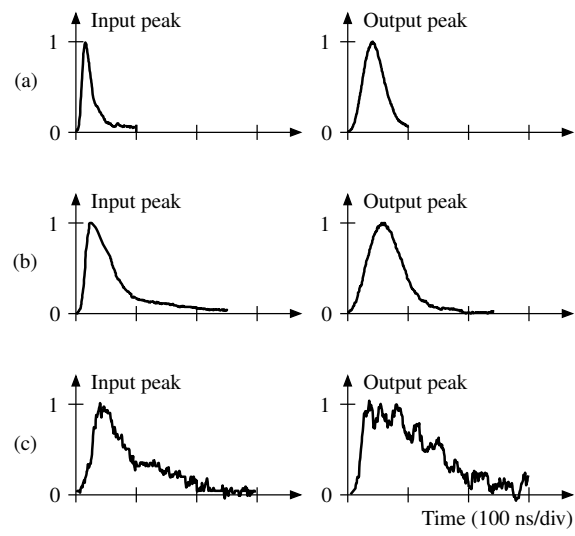 Input peak Output peak
1 1
(a)
0 0
Input peak Output peak
1 1
(b)
0 0
Input peak Output peak
1 1
(c)
0 0
Time (100 ns/div)